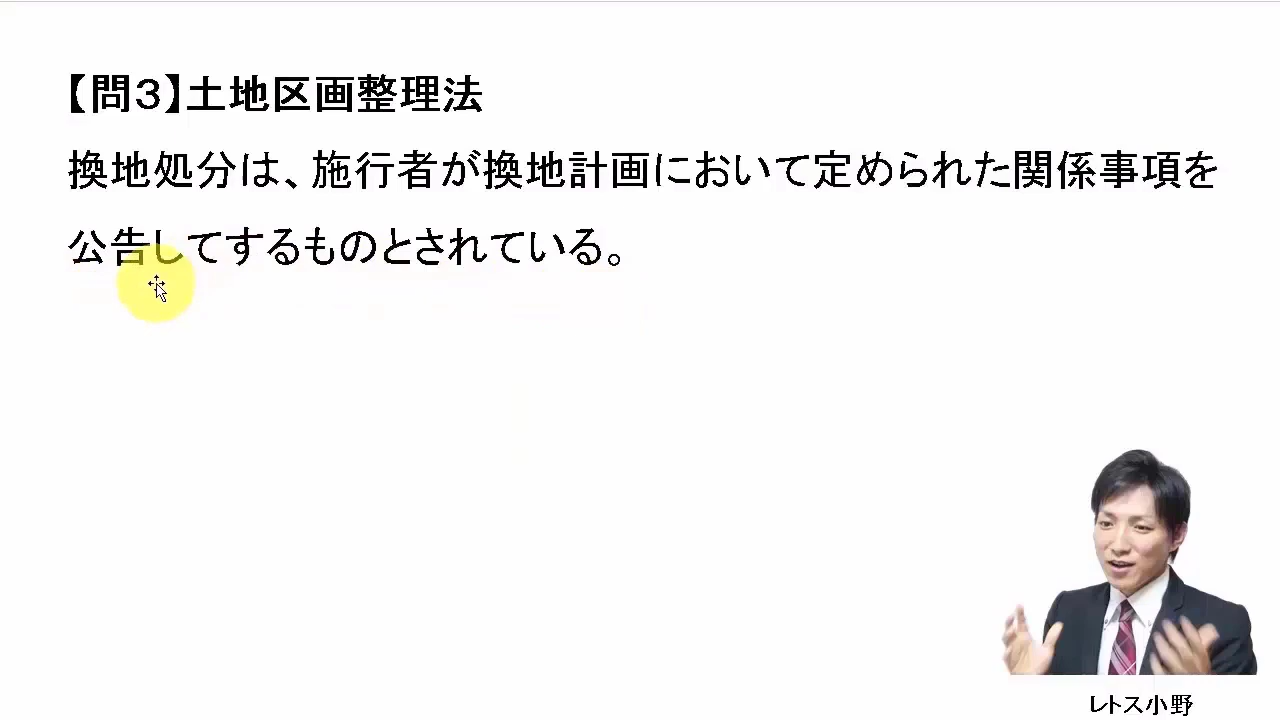 【問３】土地区画整理法
換地処分は、施行者が換地計画において定められた関係事項を
公告してするものとされている。
レトス小野